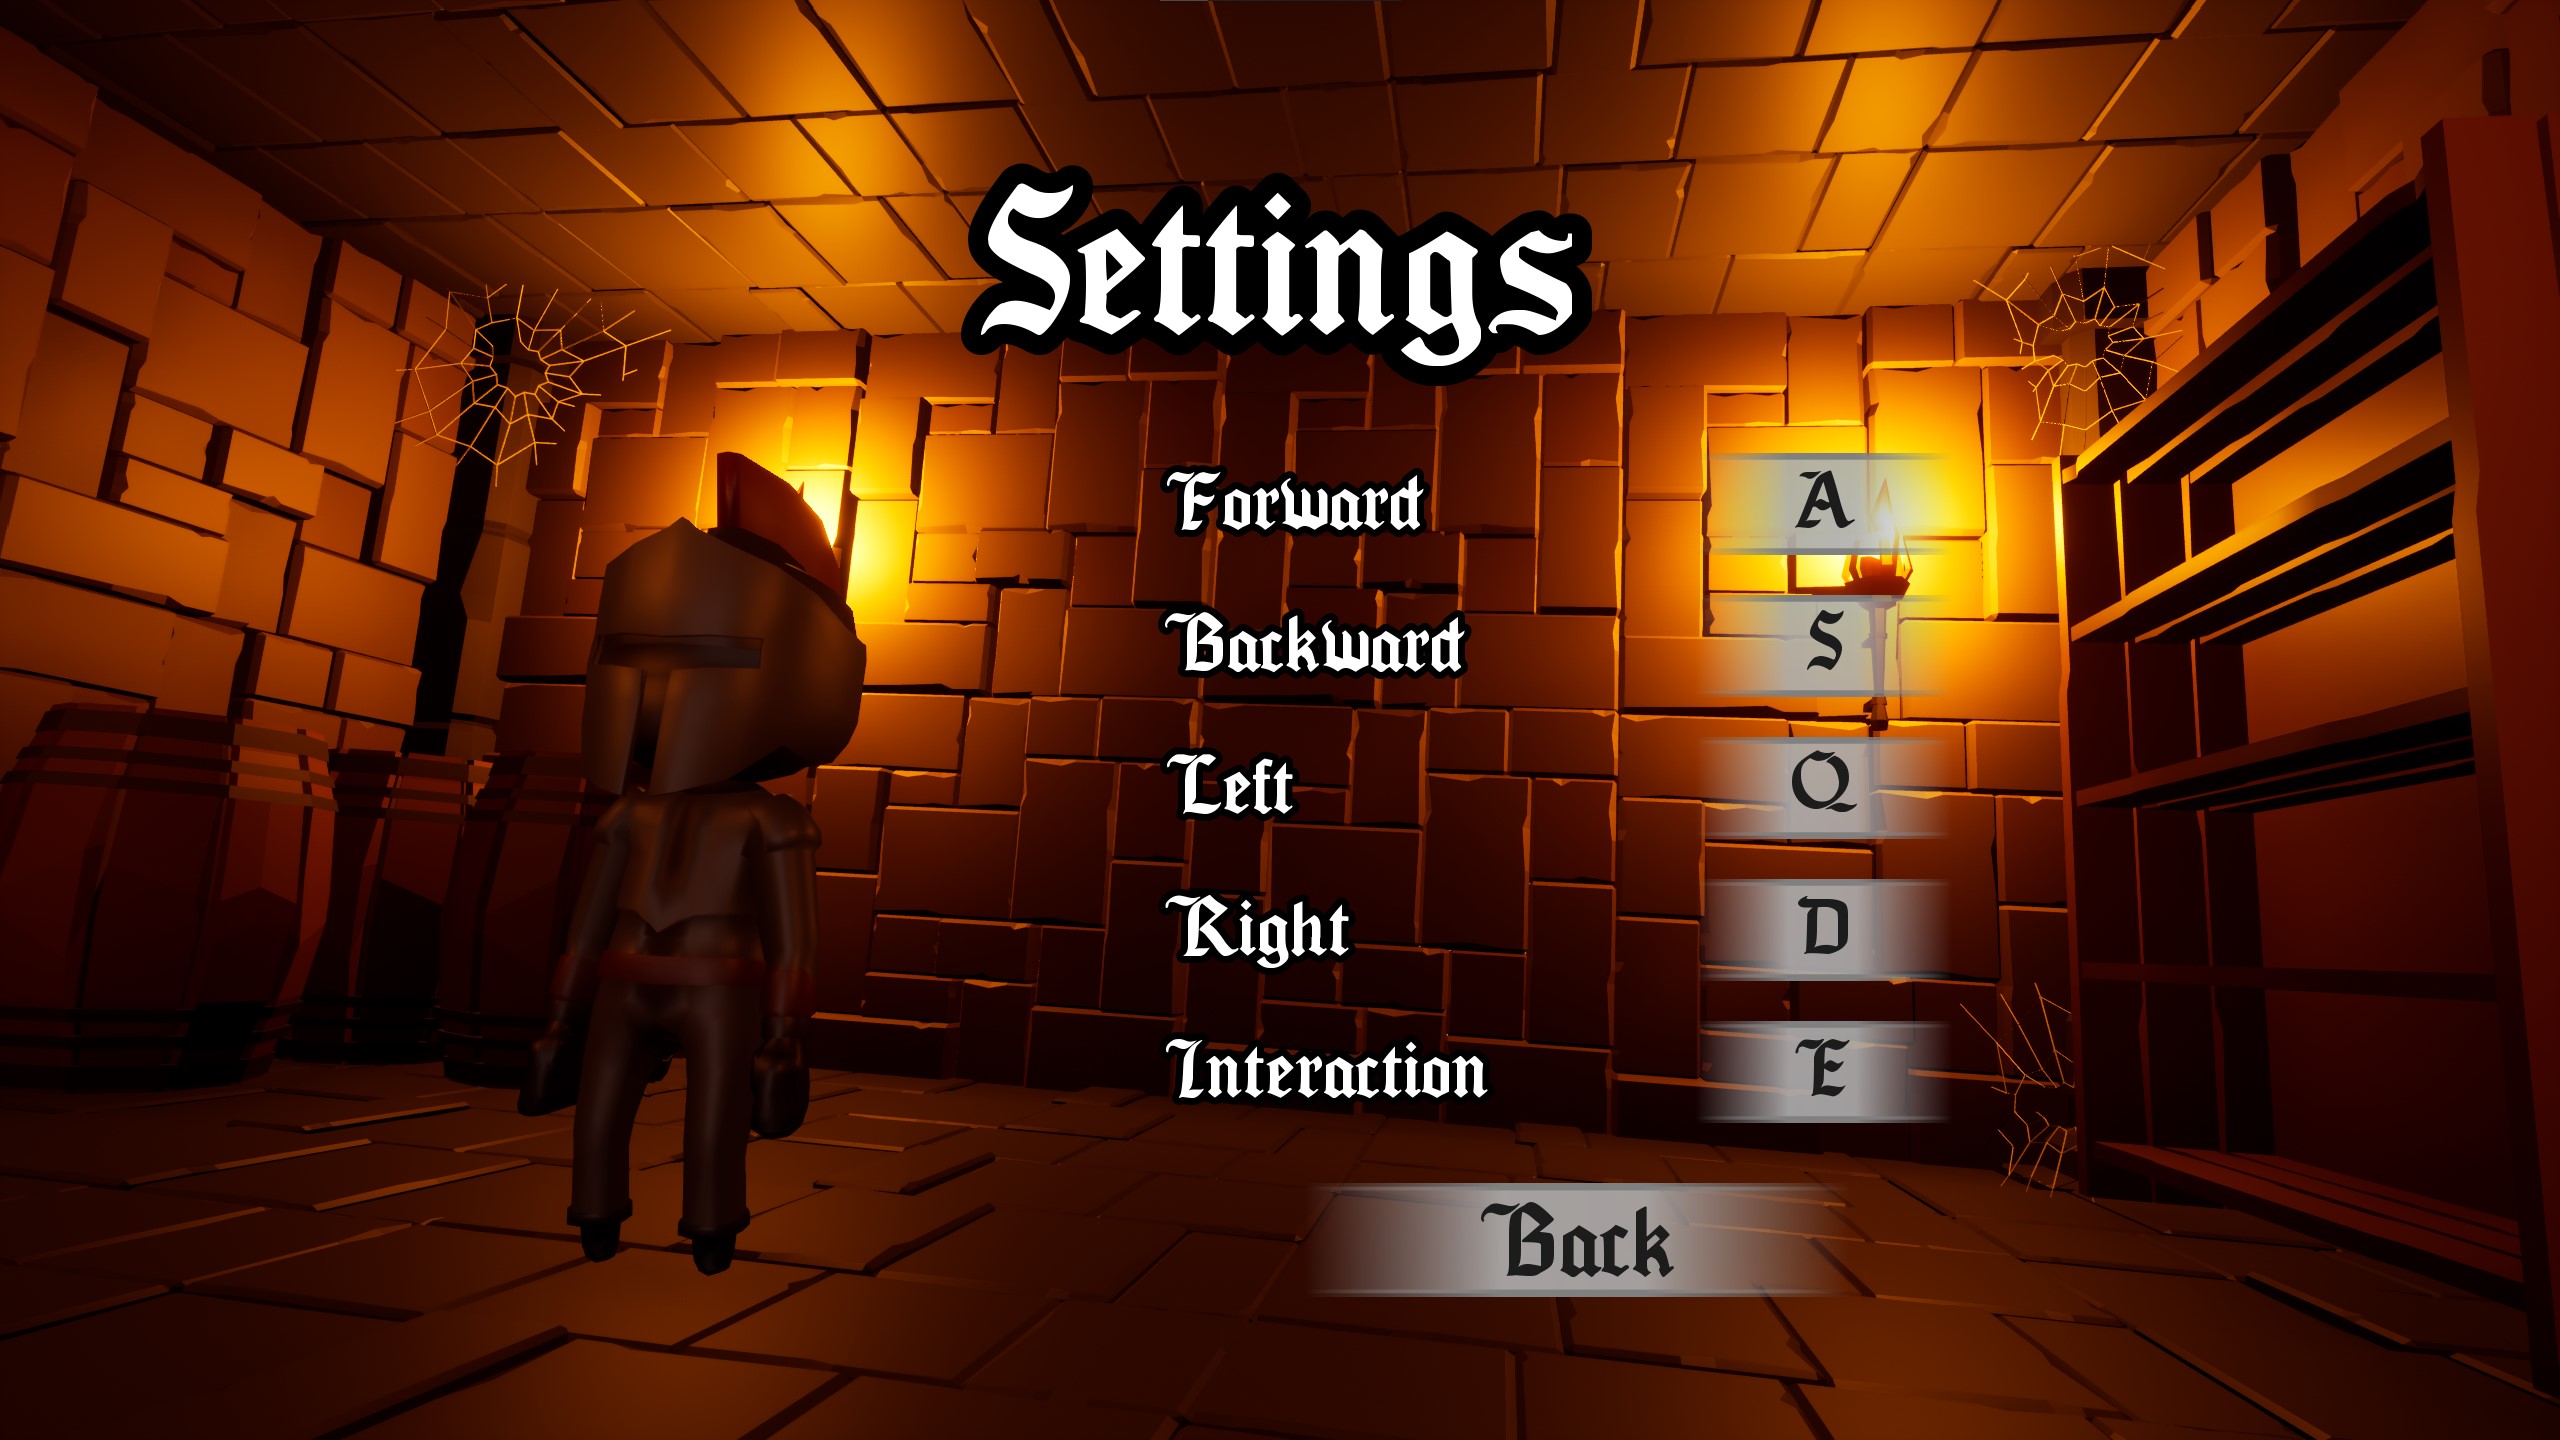 Settings
Forward A
Backward S
Left Q
Right D
Interaction E
Back